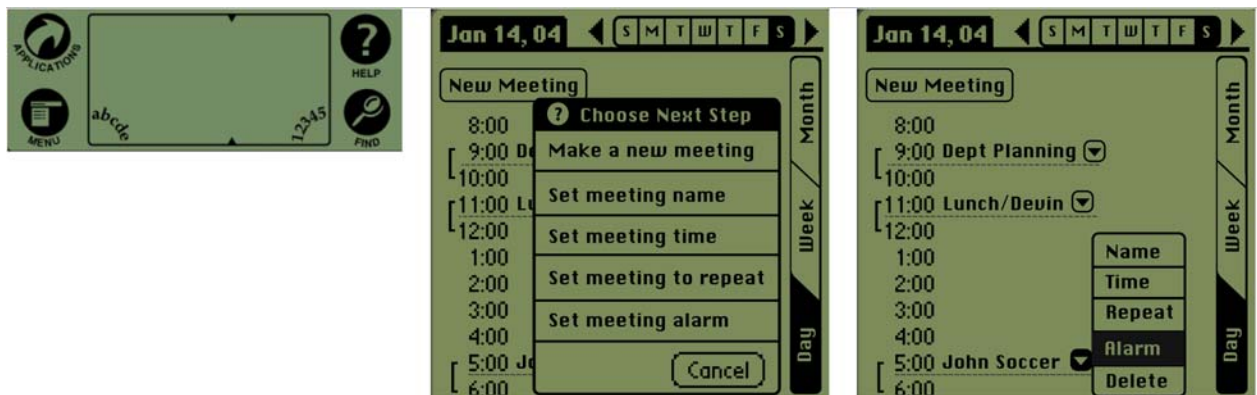 APPLICATIONS
HELP
abcde
12345
MENU
FIND
Jan 14, 04 S M T W T F S
New Meeting
? Choose Next Step
8:00
9:00 De
Make a new meeting
10:00
11:00 Lu
Set meeting name
12:00
Set meeting time
1:00
2:00
Set meeting to repeat
3:00
Set meeting alarm
4:00
5:00 Jo
Cancel
6:00
Month
Week
Day
Jan 14, 04 S M T W T F S
New Meeting
8:00
9:00 Dept Planning
10:00
11:00 Lunch/Devin
12:00
1:00
2:00
3:00
4:00
5:00 John Soccer
6:00
Name
Time
Repeat
Alarm
Delete
Month
Week
Day